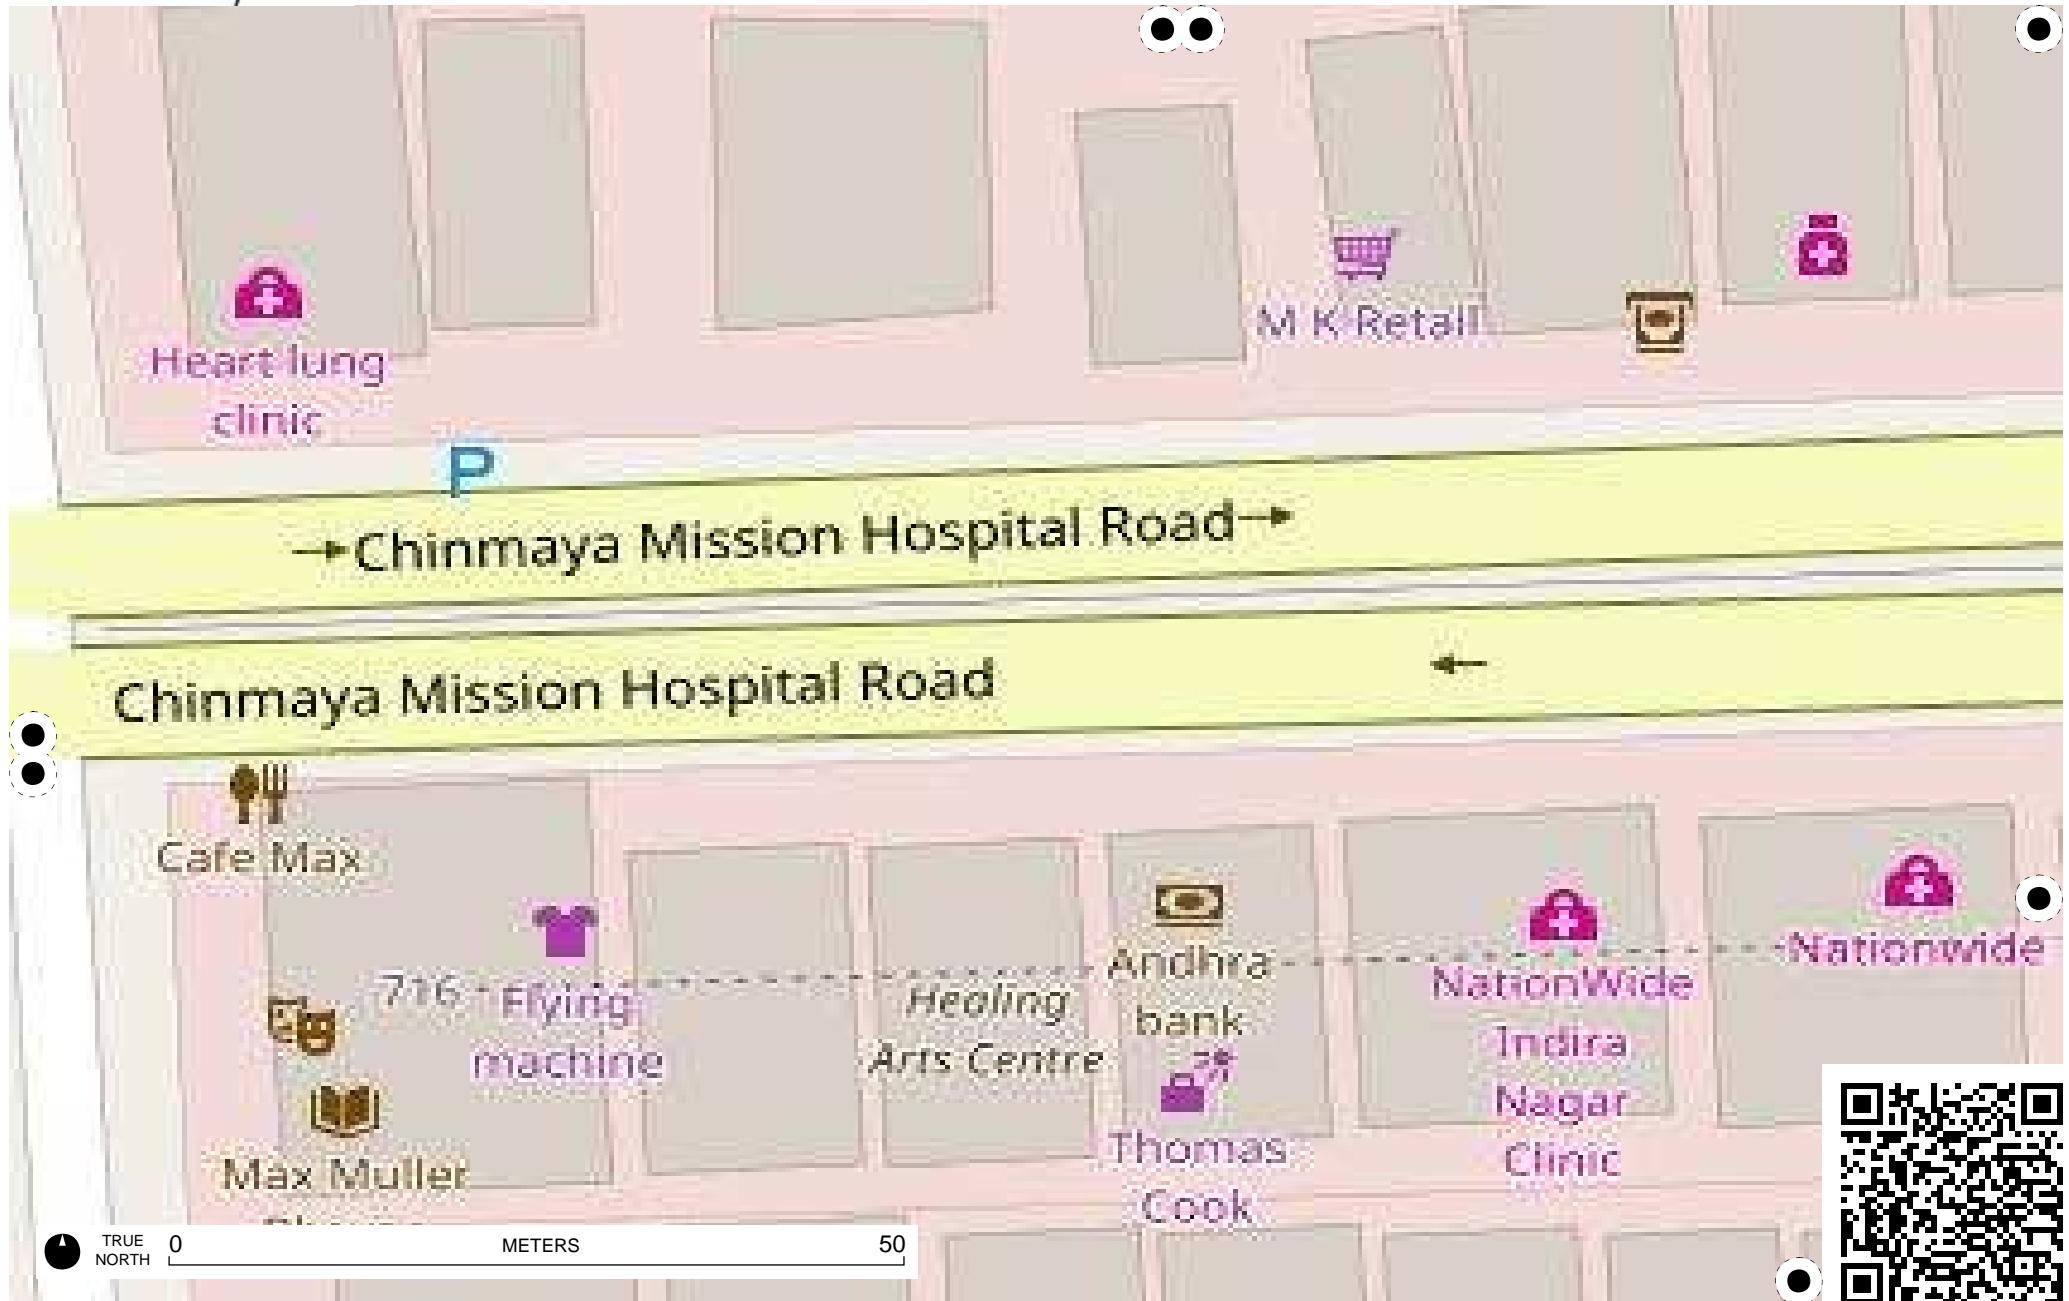 M K Retail
Heart lung
clinic
P
Chinmaya Mission Hospital Road
Chinmaya Mission Hospital Road
Cafe Max
716
Flying
machine
Healing
Arts Centre
Andhra
bank
Thomas
Cook
NationWide
Indira
Nagar
Clinic
Nationwide
Max Muller
TRUE
NORTH
0
METERS
50